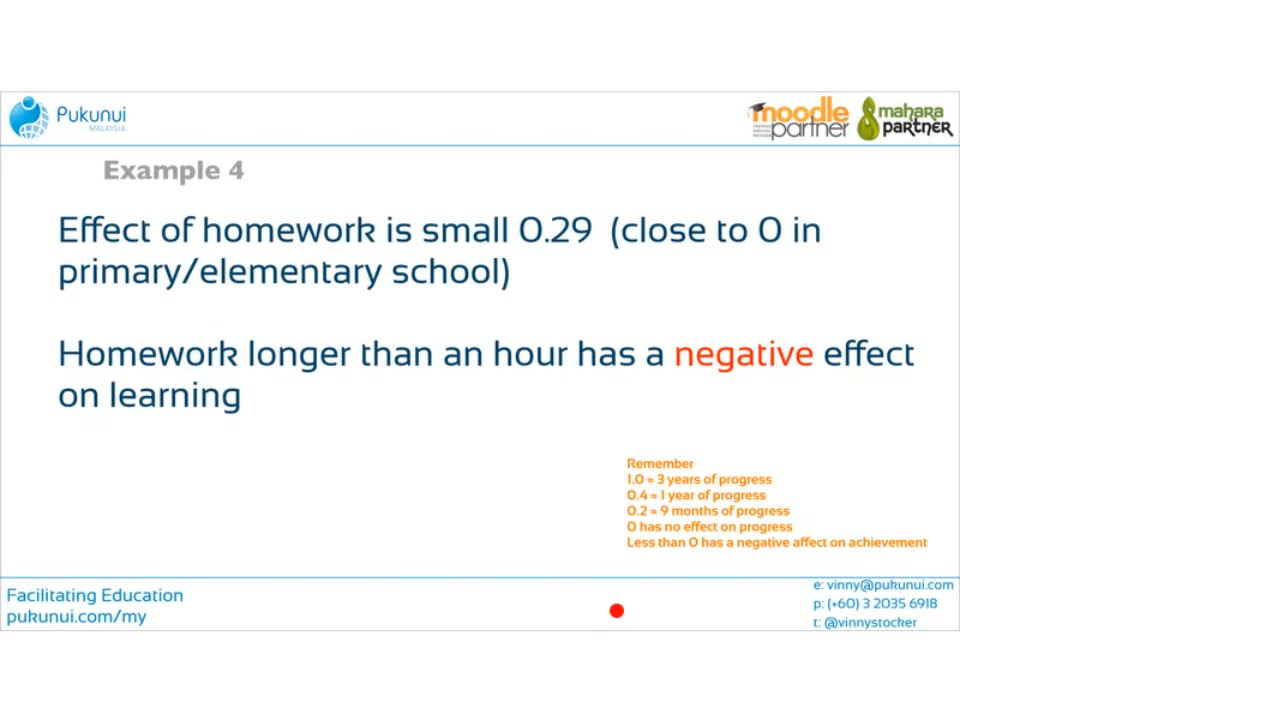 Pukunui
MALAYSIA
moodle
partner
mahara
PARTNER
Example 4
Effect of homework is small 0.29 (close to 0 in
primary/elementary school)
Homework longer than an hour has a negative effect
on learning
Remember
1.0 ≈ 3 years of progress
0.4 ≈ 1 year of progress
0.2 ≈ 9 months of progress
0 has no effect on progress
Less than 0 has a negative affect on achievement
Facilitating Education
pukunui.com/my
e: vinny@pukunui.com
p: (+60) 3 2035 6918
t: @vinnystocker